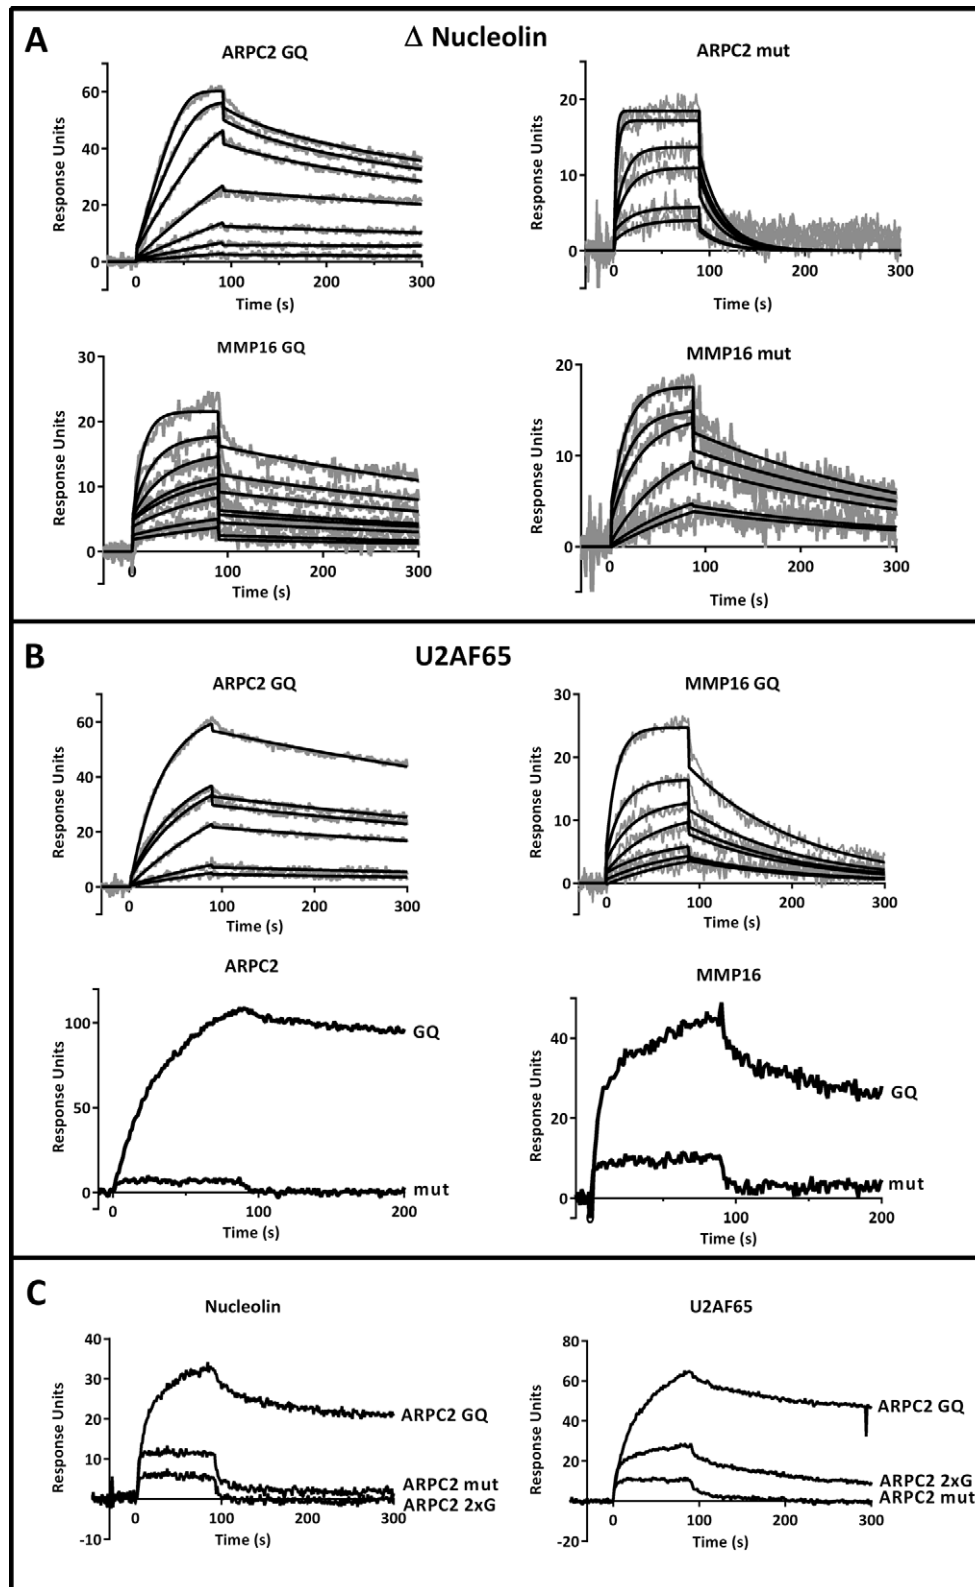 A
Δ Nucleolin
ARPC2 GQ
Response Units
60
40
20
0
0
100
200
300
Time (s)
ARPC2 mut
Response Units
20
10
0
0
100
200
300
Time (s)
MMP16 GQ
Response Units
30
20
10
0
0
100
200
300
Time (s)
MMP16 mut
Response Units
20
10
0
0
100
200
300
Time (s)
B
U2AF65
ARPC2 GQ
Response Units
60
40
20
0
0
100
200
300
Time (s)
MMP16 GQ
Response Units
30
20
10
0
0
100
200
300
Time (s)
ARPC2
Response Units
100
50
0
0
100
200
Time (s)
GQ
mut
MMP16
Response Units
40
20
0
0
100
200
Time (s)
GQ
mut
C
Nucleolin
Response Units
40
30
20
10
0
-10
0
100
200
300
Time (s)
ARPC2 GQ
ARPC2 mut
ARPC2 2xG
U2AF65
Response Units
80
60
40
20
0
-20
0
100
200
300
Time (s)
ARPC2 GQ
ARPC2 2xG
ARPC2 mut